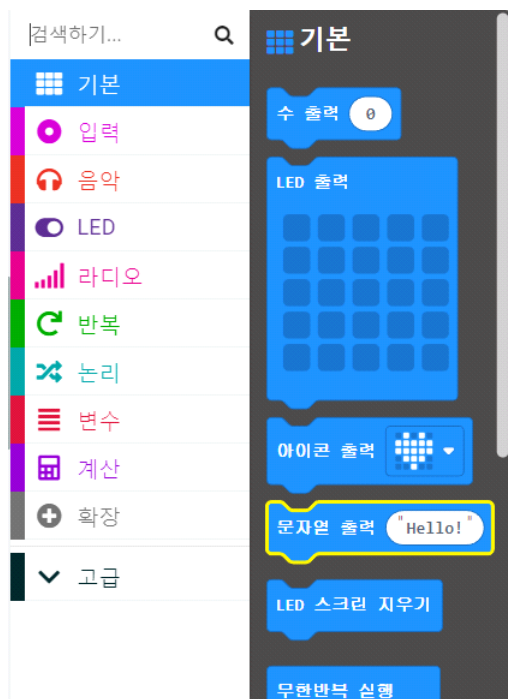 검색하기...
기본
입력
음악
LED
라디오
반복
논리
변수
계산
확장
고급
기본
수 출력 0
LED 출력
아이콘 출력
문자열 출력 "Hello!"
LED 스크린 지우기
무한반복 실행